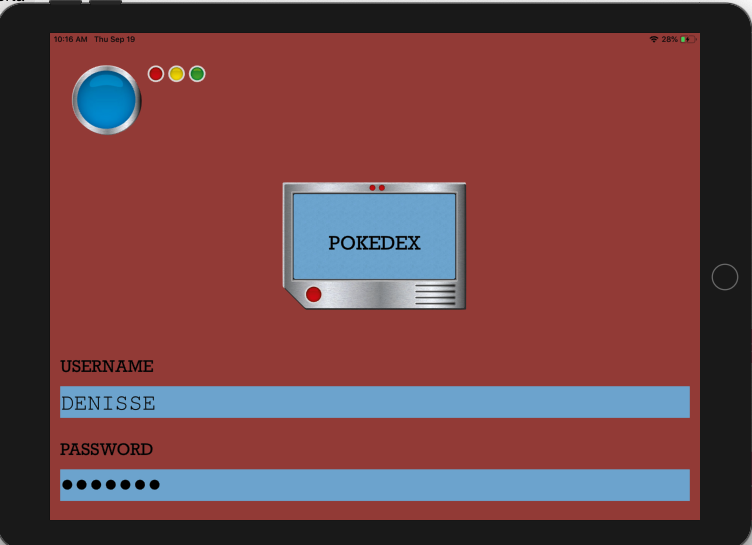 10:16 AM Thu Sep 19
28%
POKEDEX
USERNAME
DENISSE
PASSWORD
●●●●●●●